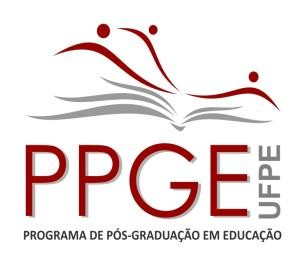 PPGE
UFPE
PROGRAMA DE PÓS-GRADUAÇÃO EM EDUCAÇÃO